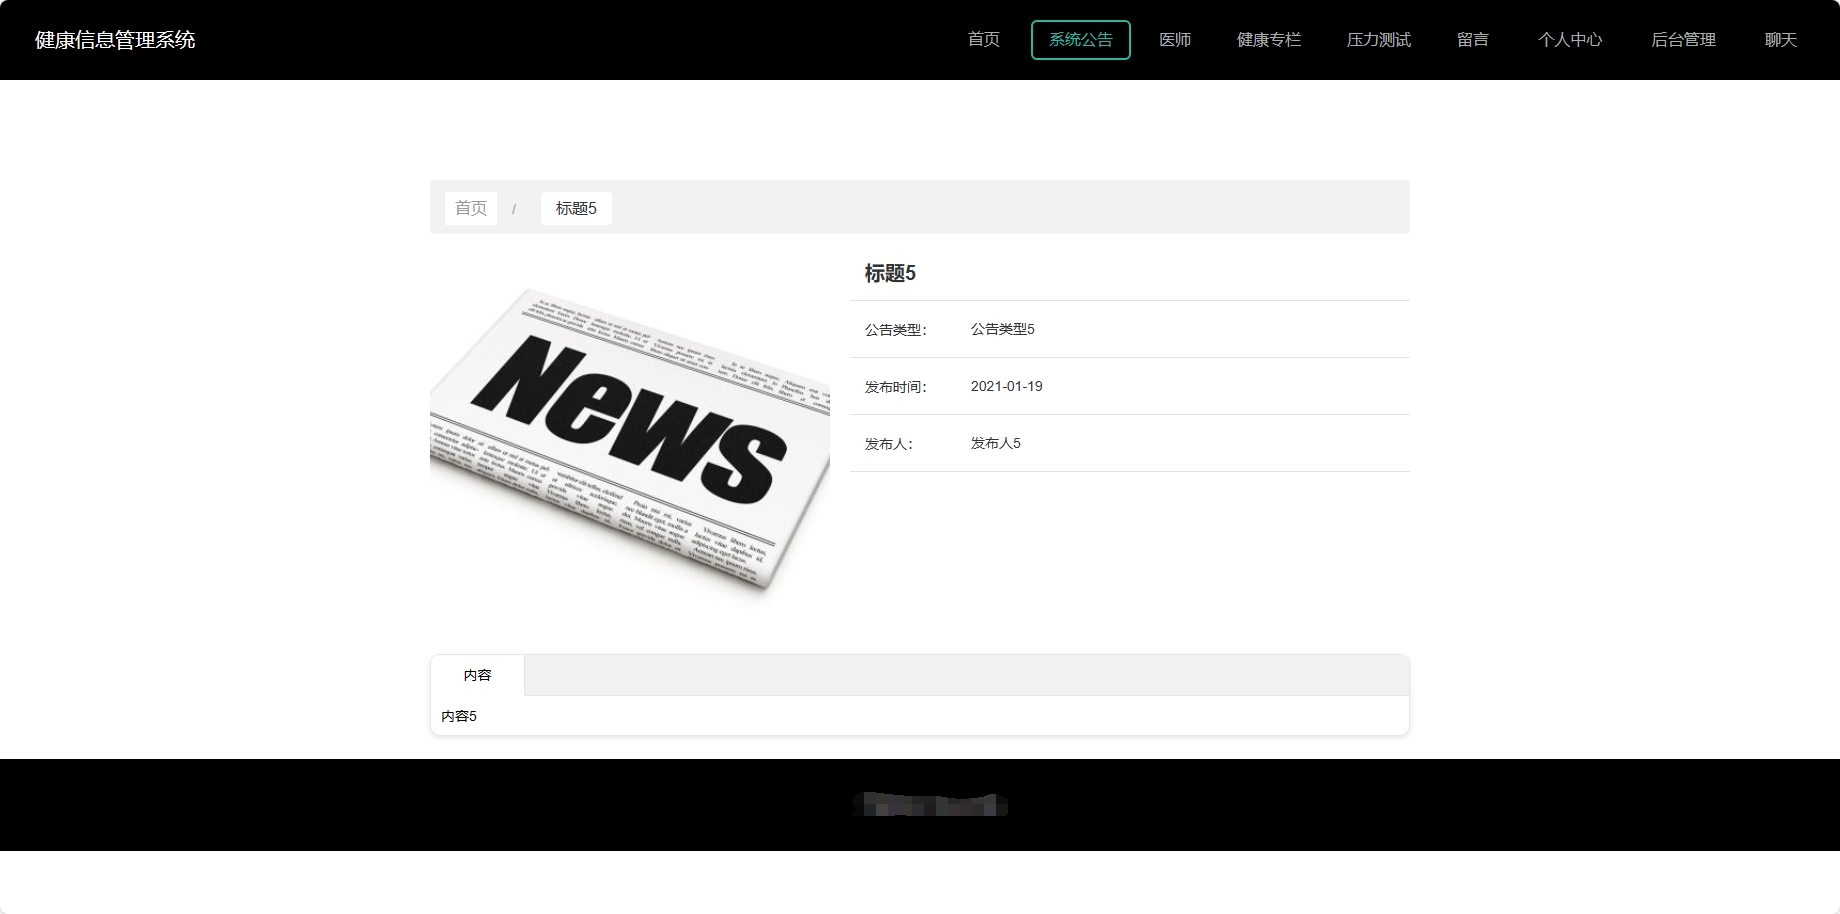 健康信息管理系统
首页 系统公告 医师 健康专栏 压力测试 留言 个人中心 后台管理 聊天
首页 / 标题5
标题5
公告类型： 公告类型5
发布时间： 2021-01-19
发布人： 发布人5
News
内容
内容5